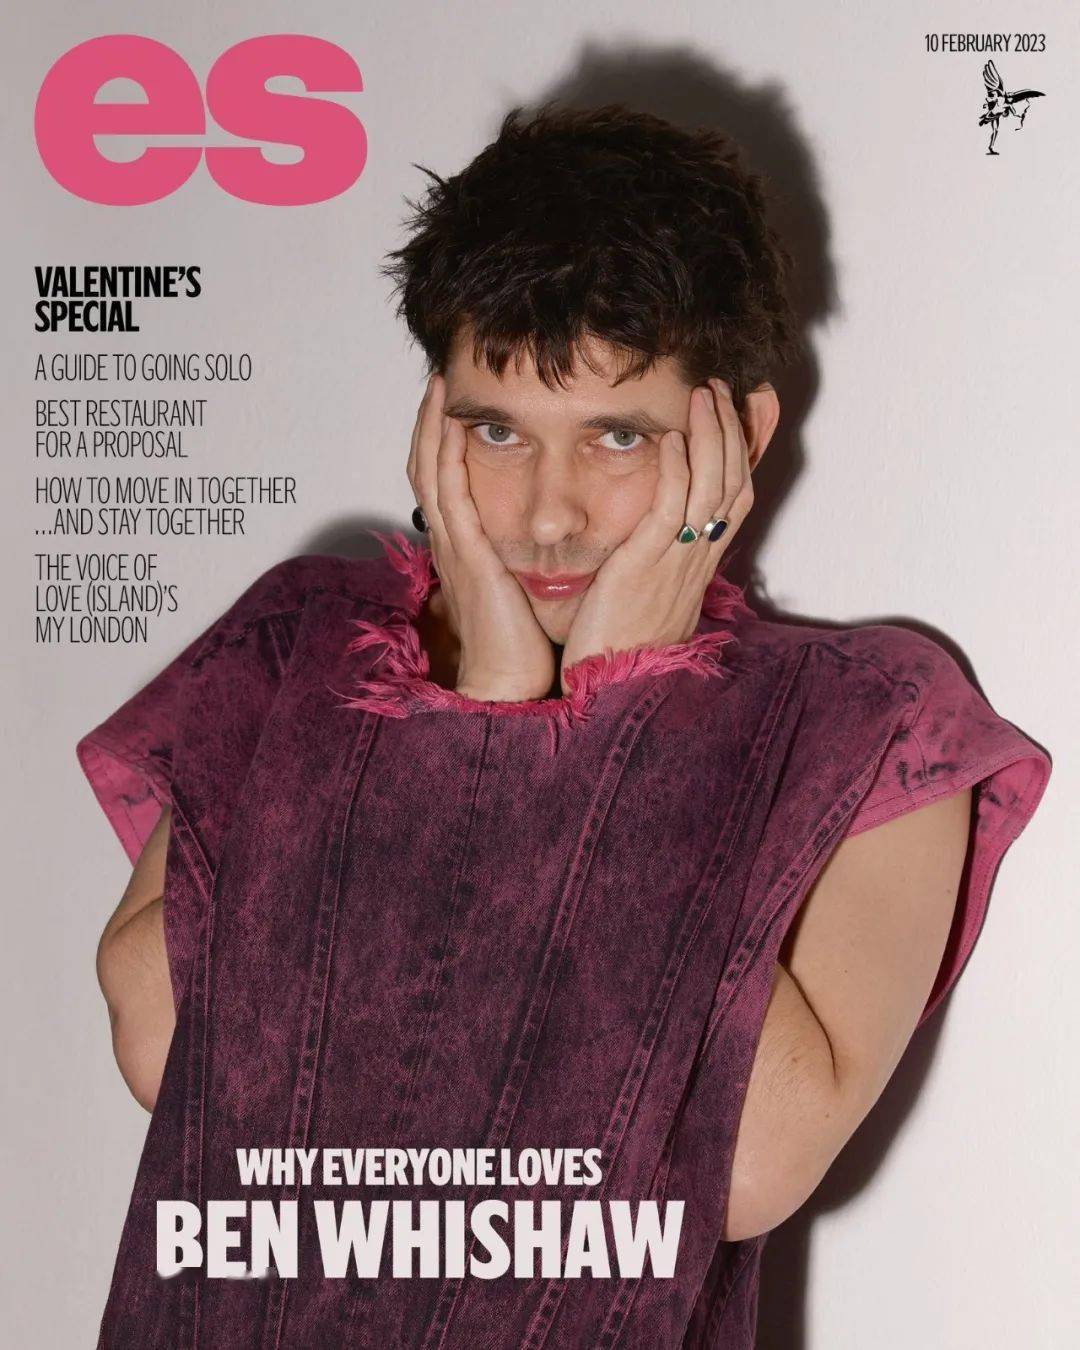 es
10 FEBRUARY 2023
VALENTINE'S
SPECIAL
A GUIDE TO GOING SOLO
BEST RESTAURANT
FOR A PROPOSAL
HOW TO MOVE IN TOGETHER
...AND STAY TOGETHER
THE VOICE OF
LOVE (ISLAND)'S
MY LONDON
WHY EVERYONE LOVES
BEN WHISHAW